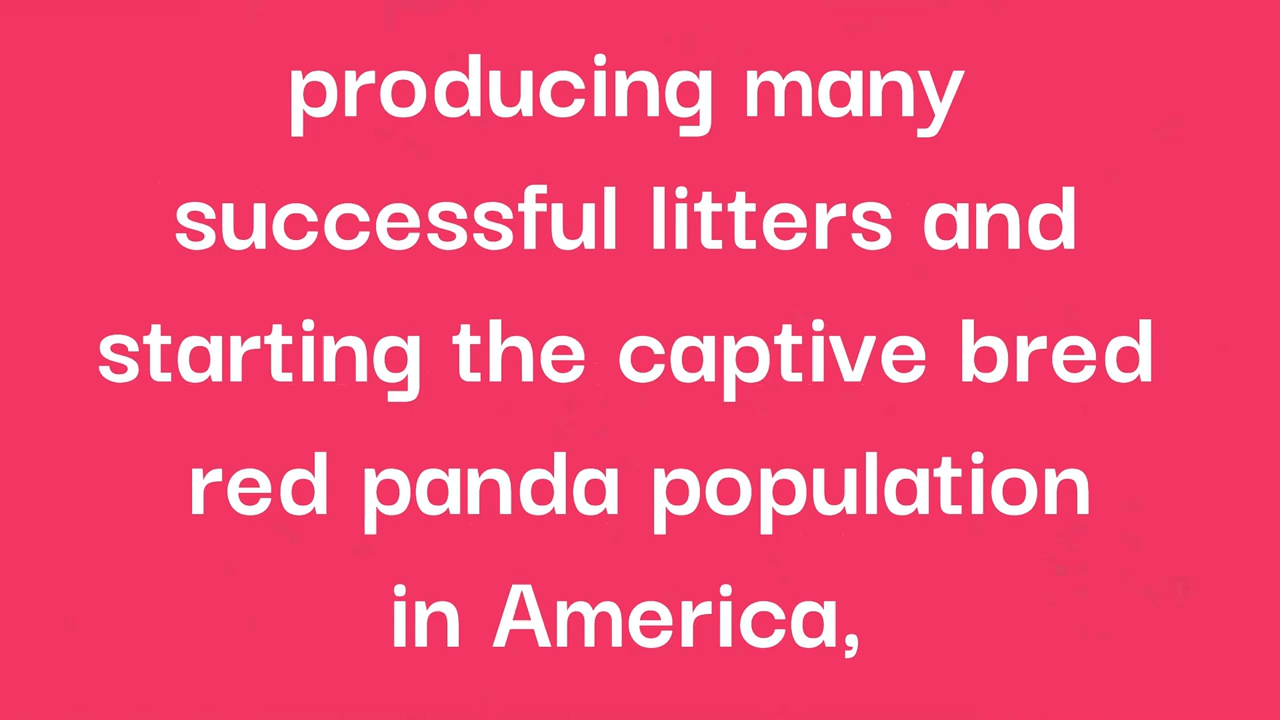 producing many
successful litters and
starting the captive bred
red panda population
in America,